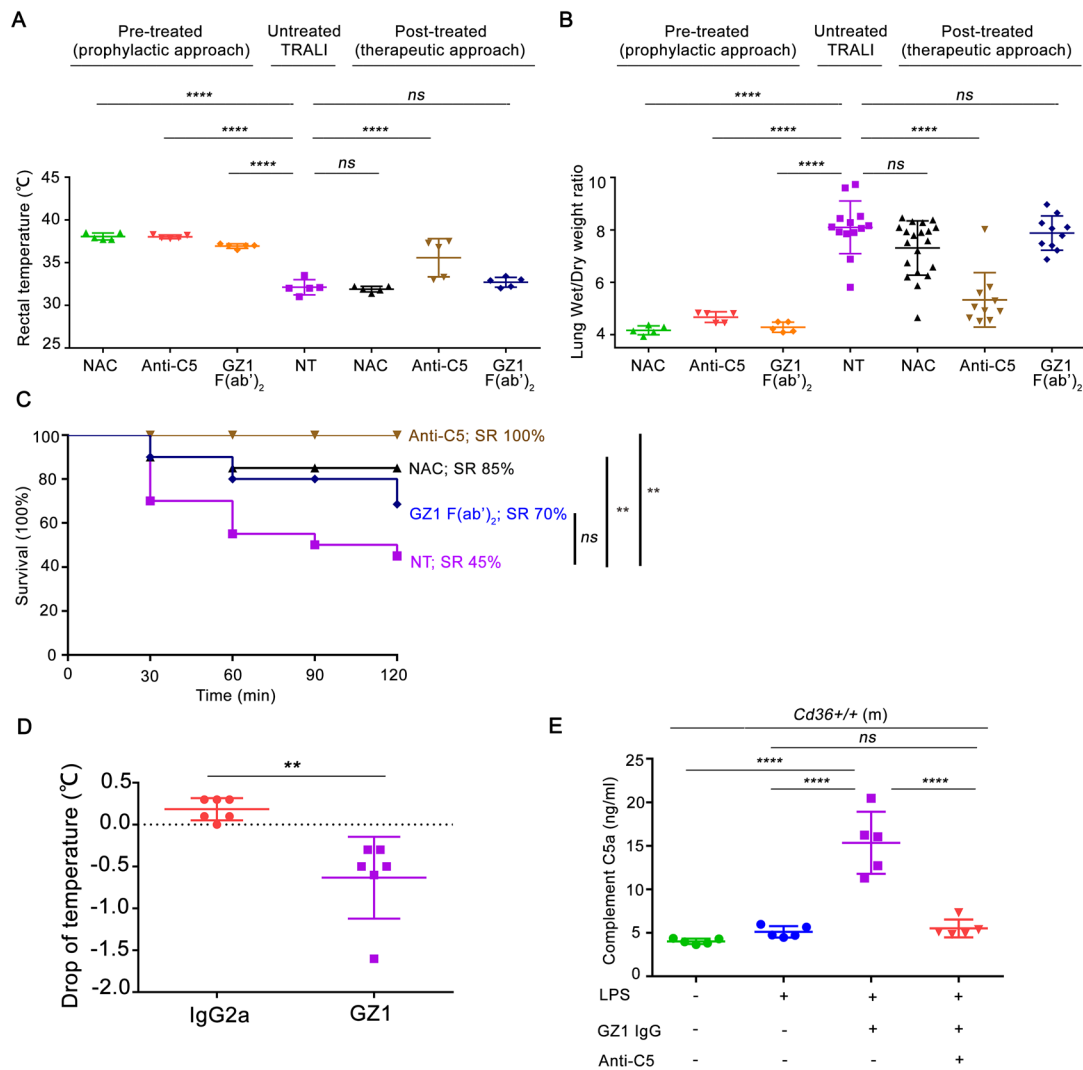 A
Pre-treated
(prophylactic approach)
Untreated
TRALI
Post-treated
(therapeutic approach)
****
ns
****
****
****
ns
Rectal temperature (℃)
45
40
35
30
25
NAC
Anti-C5
GZ1
F(ab’)2
NT
NAC
Anti-C5
GZ1
F(ab’)2
B
Pre-treated
(prophylactic approach)
Untreated
TRALI
Post-treated
(therapeutic approach)
****
ns
****
****
****
ns
Lung Wet/Dry weight ratio
10
8
6
4
NAC
Anti-C5
GZ1
F(ab’)2
NT
NAC
Anti-C5
GZ1
F(ab’)2
C
Survival (100%)
100
80
60
40
20
0
0
30
60
90
120
Time (min)
Anti-C5; SR 100%
NAC; SR 85%
GZ1 F(ab’)2; SR 70%
NT; SR 45%
ns
**
**
D
**
Drop of temperature (℃)
0.5
0.0
-0.5
-1.0
-1.5
-2.0
IgG2a
GZ1
E
Cd36+/+ (m)
ns
****
****
****
Complement C5a (ng/ml)
25
20
15
10
5
0
LPS
- + + +
GZ1 IgG
- - + +
Anti-C5
- - - +